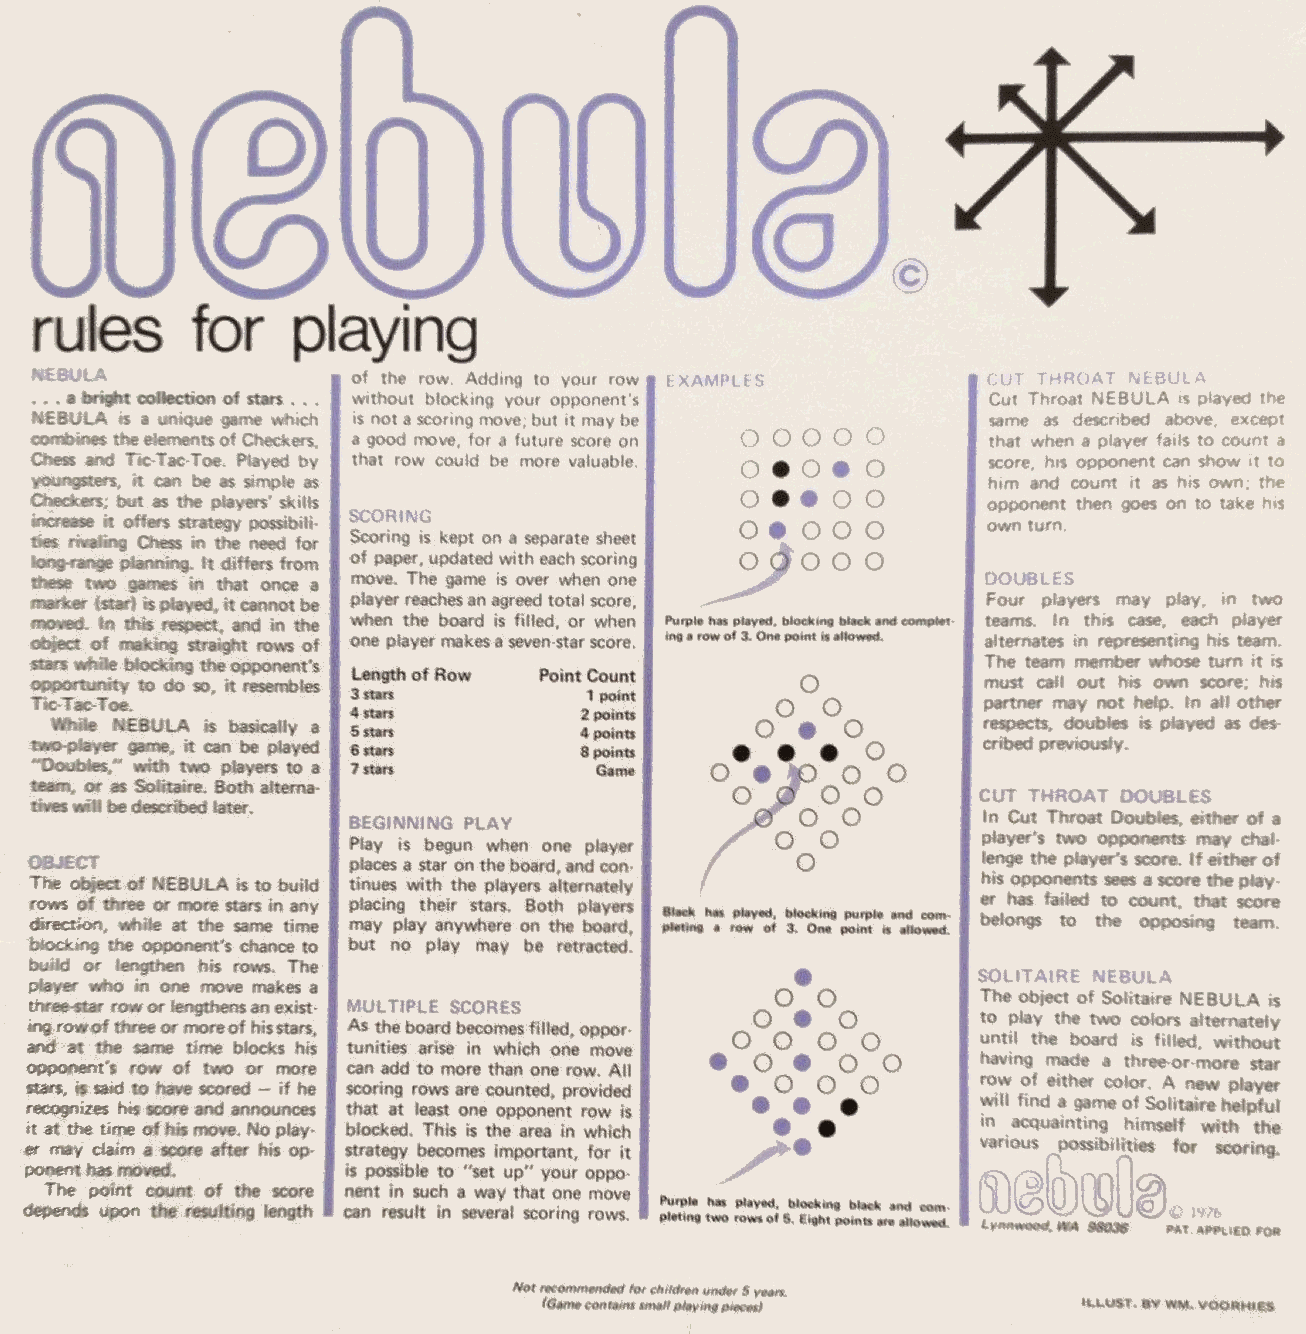 nebula ©
rules for playing
NEBULA
. . . a bright collection of stars . . .
NEBULA is a unique game which
combines the elements of Checkers,
Chess and Tic-Tac-Toe. Played by
youngsters, it can be as simple as
Checkers; but as the players' skills
increase it offers strategy possibili-
ties rivaling Chess in the need for
long-range planning. It differs from
these two games in that once a
marker (star) is played, it cannot be
moved. In this respect, and in the
object of making straight rows of
stars while blocking the opponent's
opportunity to do so, it resembles
Tic-Tac-Toe.
While NEBULA is basically a
two-player game, it can be played
"Doubles," with two players to a
team, or as Solitaire. Both alterna-
tives will be described later.
OBJECT
The object of NEBULA is to build
rows of three or more stars in any
direction, while at the same time
blocking the opponent's chance to
build or lengthen his rows. The
player who in one move makes a
three-star row or lengthens an exist-
ing row of three or more of his stars,
and at the same time blocks his
opponent's row of two or more
stars, is said to have scored — if he
recognizes his score and announces
it at the time of his move. No play-
er may claim a score after his op-
ponent has moved.
The point count of the score
depends upon the resulting length
of the row. Adding to your row
without blocking your opponent's
is not a scoring move; but it may be
a good move, for a future score on
that row could be more valuable.
SCORING
Scoring is kept on a separate sheet
of paper, updated with each scoring
move. The game is over when one
player reaches an agreed total score,
when the board is filled, or when
one player makes a seven-star score.
Length of Row Point Count
3 stars 1 point
4 stars 2 points
5 stars 4 points
6 stars 8 points
7 stars Game
BEGINNING PLAY
Play is begun when one player
places a star on the board, and con-
tinues with the players alternately
placing their stars. Both players
may play anywhere on the board,
but no play may be retracted.
MULTIPLE SCORES
As the board becomes filled, oppor-
tunities arise in which one move
can add to more than one row. All
scoring rows are counted, provided
that at least one opponent row is
blocked. This is the area in which
strategy becomes important, for it
is possible to "set up" your oppo-
nent in such a way that one move
can result in several scoring rows.
EXAMPLES
Purple has played, blocking black and complet-
ing a row of 3. One point is allowed.
Black has played, blocking purple and com-
pleting a row of 3. One point is allowed.
Purple has played, blocking black and com-
pleting two rows of 5. Eight points are allowed.
CUT THROAT NEBULA
Cut Throat NEBULA is played the
same as described above, except
that when a player fails to count a
score, his opponent can show it to
him and count it as his own; the
opponent then goes on to take his
own turn.
DOUBLES
Four players may play, in two
teams. In this case, each player
alternates in representing his team.
The team member whose turn it is
must call out his own score; his
partner may not help. In all other
respects, doubles is played as des-
cribed previously.
CUT THROAT DOUBLES
In Cut Throat Doubles, either of a
player's two opponents may chal-
lenge the player's score. If either of
his opponents sees a score the play-
er has failed to count, that score
belongs to the opposing team.
SOLITAIRE NEBULA
The object of Solitaire NEBULA is
to play the two colors alternately
until the board is filled, without
having made a three-or-more star
row of either color. A new player
will find a game of Solitaire helpful
in acquainting himself with the
various possibilities for scoring.
nebula © 1976
Lynnwood, WA 98036 PAT. APPLIED FOR
Not recommended for children under 5 years.
(Game contains small playing pieces)
ILLUST. BY WM. VOORHIES